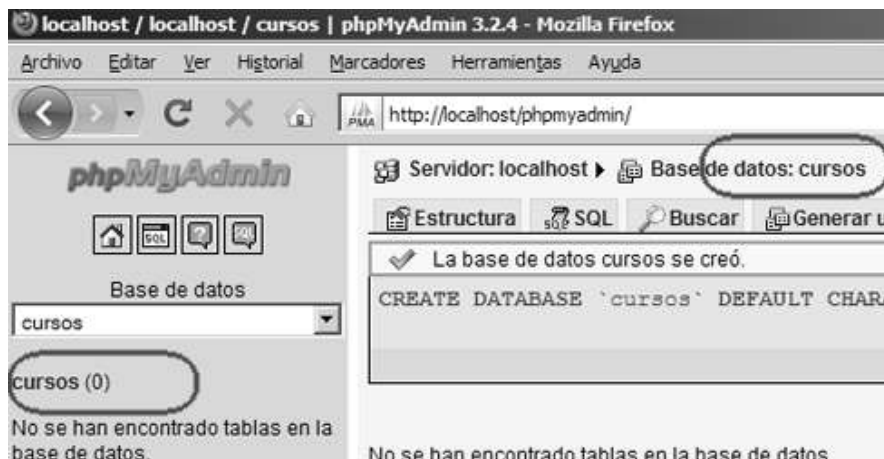 localhost / localhost / cursos | phpMyAdmin 3.2.4 - Mozilla Firefox
Archivo Editar Ver Historial Marcadores Herramientas Ayuda
PMA http://localhost/phpmyadmin/
phpMyAdmin
SQL
Base de datos
cursos
cursos (0)
No se han encontrado tablas en la
base de datos.
Servidor: localhost Base de datos: cursos
Estructura SQL Buscar Generar u
La base de datos cursos se creó.
CREATE DATABASE `cursos` DEFAULT CHARA
No se han encontrado tablas en la base de datos